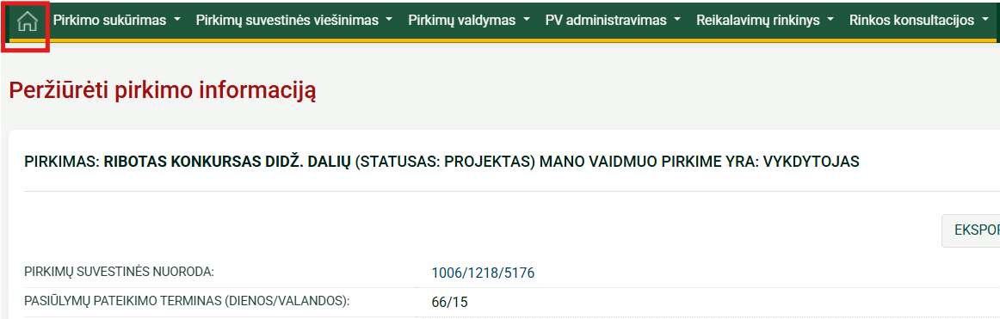 Pirkimo sukūrimas Pirkimų suvestinės viešinimas Pirkimų valdymas PV administravimas Reikalavimų rinkinys Rinkos konsultacijos
Peržiūrėti pirkimo informaciją
PIRKIMAS: RIBOTAS KONKURSAS DIDŽ. DALIŲ (STATUSAS: PROJEKTAS) MANO VAIDMUO PIRKIME YRA: VYKDYTOJAS
PIRKIMŲ SUVESTINĖS NUORODA: 1006/1218/5176
PASIŪLYMŲ PATEIKIMO TERMINAS (DIENOS/VALANDOS): 66/15